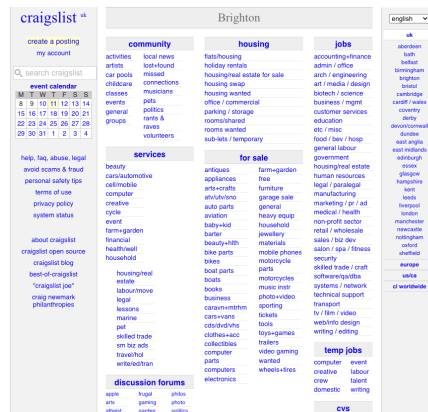 craigslist uk
create a posting
my account
search craigslist
event calendar
M T W T F S S
8 9 10 11 12 13 14
15 16 17 18 19 20 21
22 23 24 25 26 27 28
29 30 31 1 2 3 4
help, faq, abuse, legal
avoid scams & fraud
personal safety tips
terms of use
privacy policy
system status
about craigslist
craigslist open source
craigslist blog
best-of-craigslist
"craigslist joe"
craig newmark
philanthropies
Brighton
community
activities
artists
car pools
childcare
classes
events
general
groups
local news
lost+found
missed
connections
musicians
pets
politics
rants &
raves
volunteers
services
beauty
cars/automotive
cell/mobile
computer
creative
cycle
event
farm+garden
financial
health/well
household
housing/real
estate
labour/move
legal
lessons
marine
pet
skilled trade
sm biz ads
travel/hol
write/ed/tran
discussion forums
apple
arts
atheist
frugal
gaming
garden
philos
photo
politics
housing
flats/housing
holiday rentals
housing/real estate for sale
housing swap
housing wanted
office / commercial
parking / storage
rooms/shared
rooms wanted
sub-lets / temporary
for sale
antiques
appliances
arts+crafts
atv/utv/sno
auto parts
aviation
baby+kid
barter
beauty+hlth
bike parts
bikes
boat parts
boats
books
business
caravn+mtrhm
cars+vans
cds/dvd/vhs
clothes+acc
collectibles
computer
parts
computers
electronics
farm+garden
free
furniture
garage sale
general
heavy equip
household
jewellery
materials
mobile phones
motorcycle
parts
motorcycles
music instr
photo+video
sporting
tickets
tools
toys+games
trailers
video gaming
wanted
wheels+tires
jobs
accounting+finance
admin / office
arch / engineering
art / media / design
biotech / science
business / mgmt
customer services
education
etc / misc
food / bev / hosp
general labour
government
housing/real estate
human resources
legal / paralegal
manufacturing
marketing / pr / ad
medical / health
non-profit sector
retail / wholesale
sales / biz dev
salon / spa / fitness
security
skilled trade / craft
software/qa/dba
systems / network
technical support
transport
tv / film / video
web/info design
writing / editing
temp jobs
computer
creative
crew
domestic
event
labour
talent
writing
cvs
english
uk
aberdeen
bath
belfast
birmingham
brighton
bristol
cambridge
cardiff / wales
coventry
derby
devon/cornwall
dundee
east anglia
east midlands
edinburgh
essex
glasgow
hampshire
kent
leeds
liverpool
london
manchester
newcastle
nottingham
oxford
sheffield
europe
us/ca
cl worldwide